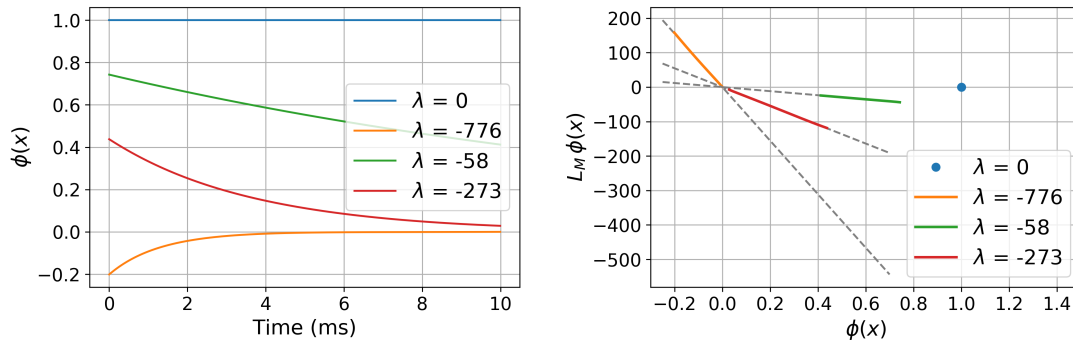 1.0
0.8
0.6
0.4
0.2
0.0
−0.2
ϕ(x)
0 2 4 6 8 10
Time (ms)
λ = 0
λ = -776
λ = -58
λ = -273
200
100
0
−100
−200
−300
−400
−500
L_M ϕ(x)
−0.2 0.0 0.2 0.4 0.6 0.8 1.0 1.2 1.4
ϕ(x)
λ = 0
λ = -776
λ = -58
λ = -273